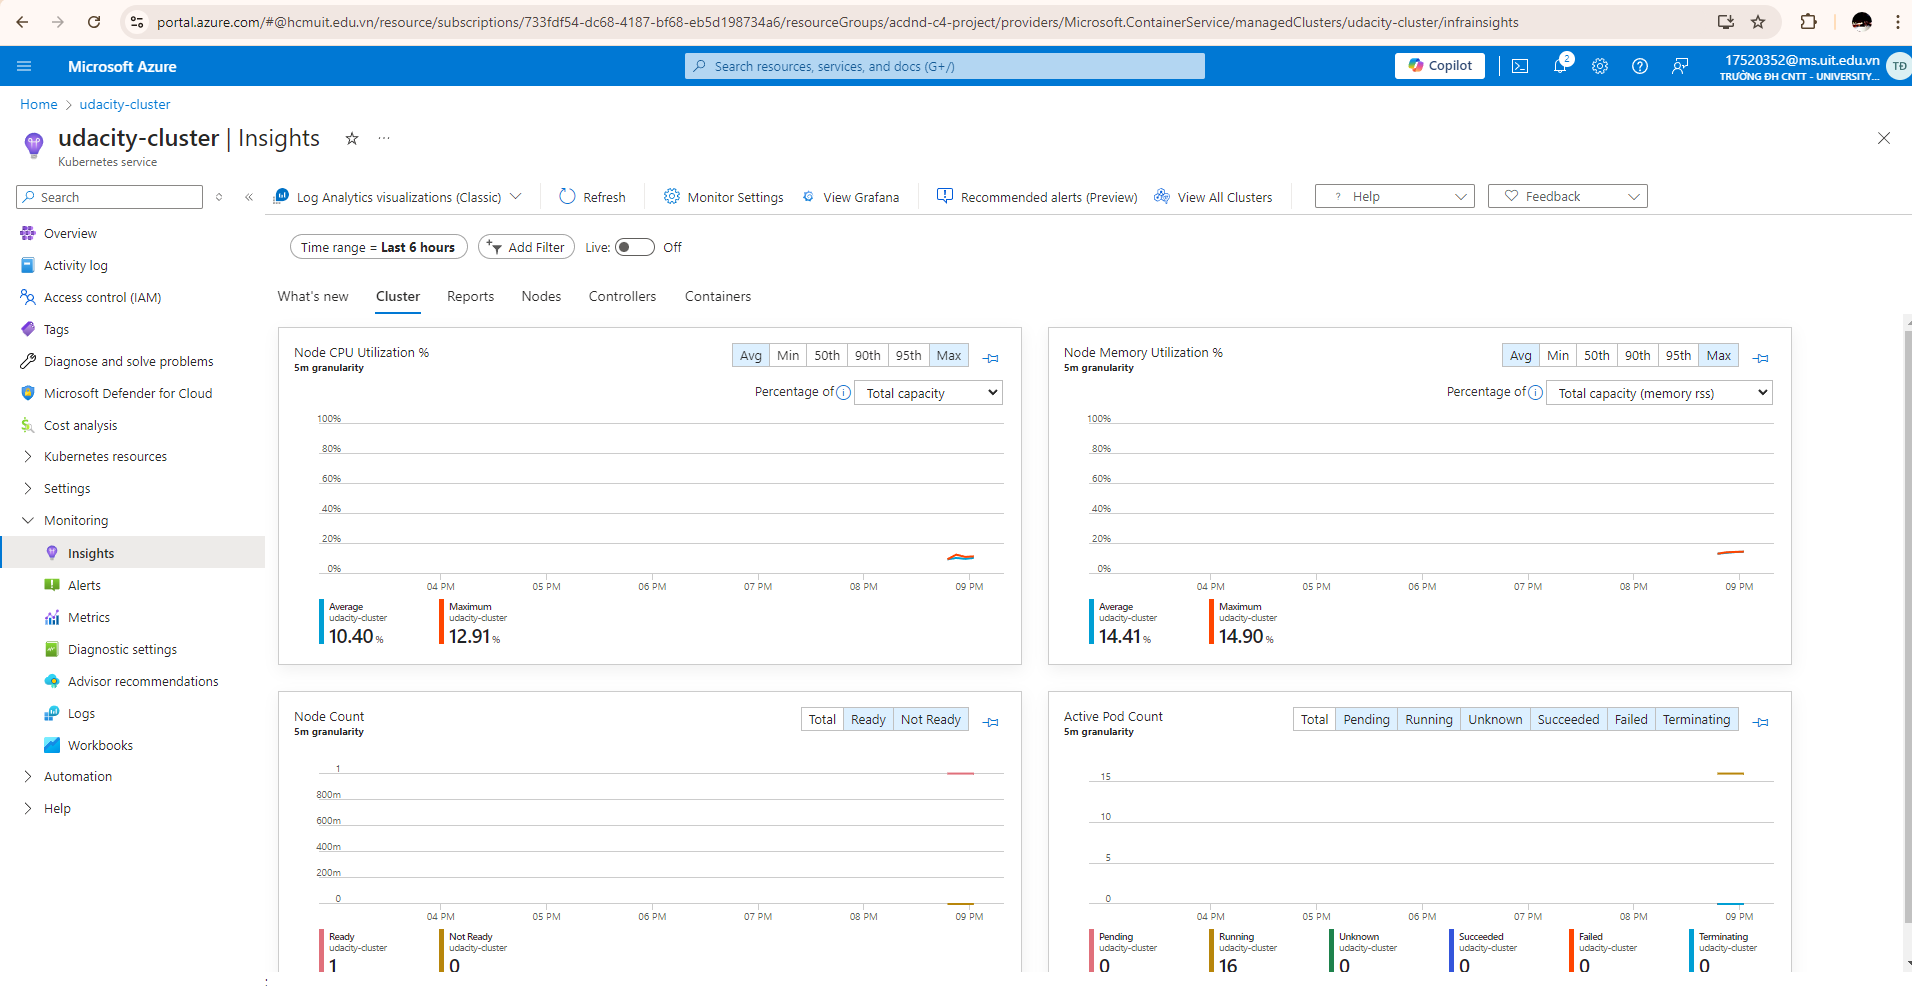 portal.azure.com/#@hcmuit.edu.vn/resource/subscriptions/733fdf54-dc68-4187-bf68-eb5d198734a6/resourceGroups/acdnd-c4-project/providers/Microsoft.ContainerService/managedClusters/udacity-cluster/infrainsights
Microsoft Azure
Search resources, services, and docs (G+/)
Copilot
2
17520352@ms.uit.edu.vn
TRƯỜNG ĐH CNTT - UNIVERSITY...
TĐ
Home > udacity-cluster
udacity-cluster | Insights
Kubernetes service
Search
Log Analytics visualizations (Classic)
Refresh
Monitor Settings
View Grafana
Recommended alerts (Preview)
View All Clusters
? Help
Feedback
Overview
Activity log
Access control (IAM)
Tags
Diagnose and solve problems
Microsoft Defender for Cloud
Cost analysis
Kubernetes resources
Settings
Monitoring
Insights
Alerts
Metrics
Diagnostic settings
Advisor recommendations
Logs
Workbooks
Automation
Help
Time range = Last 6 hours
Add Filter
Live: Off
What's new
Cluster
Reports
Nodes
Controllers
Containers
Node CPU Utilization %
5m granularity
Avg Min 50th 90th 95th Max
Percentage of Total capacity
100%
80%
60%
40%
20%
0%
04 PM 05 PM 06 PM 07 PM 08 PM 09 PM
Average
udacity-cluster
10.40 %
Maximum
udacity-cluster
12.91 %
Node Memory Utilization %
5m granularity
Avg Min 50th 90th 95th Max
Percentage of Total capacity (memory rss)
100%
80%
60%
40%
20%
0%
04 PM 05 PM 06 PM 07 PM 08 PM 09 PM
Average
udacity-cluster
14.41 %
Maximum
udacity-cluster
14.90 %
Node Count
5m granularity
Total Ready Not Ready
1
800m
600m
400m
200m
0
04 PM 05 PM 06 PM 07 PM 08 PM 09 PM
Ready
udacity-cluster
1
Not Ready
udacity-cluster
0
Active Pod Count
5m granularity
Total Pending Running Unknown Succeeded Failed Terminating
15
10
5
0
04 PM 05 PM 06 PM 07 PM 08 PM 09 PM
Pending
udacity-cluster
0
Running
udacity-cluster
16
Unknown
udacity-cluster
0
Succeeded
udacity-cluster
0
Failed
udacity-cluster
0
Terminating
udacity-cluster
0